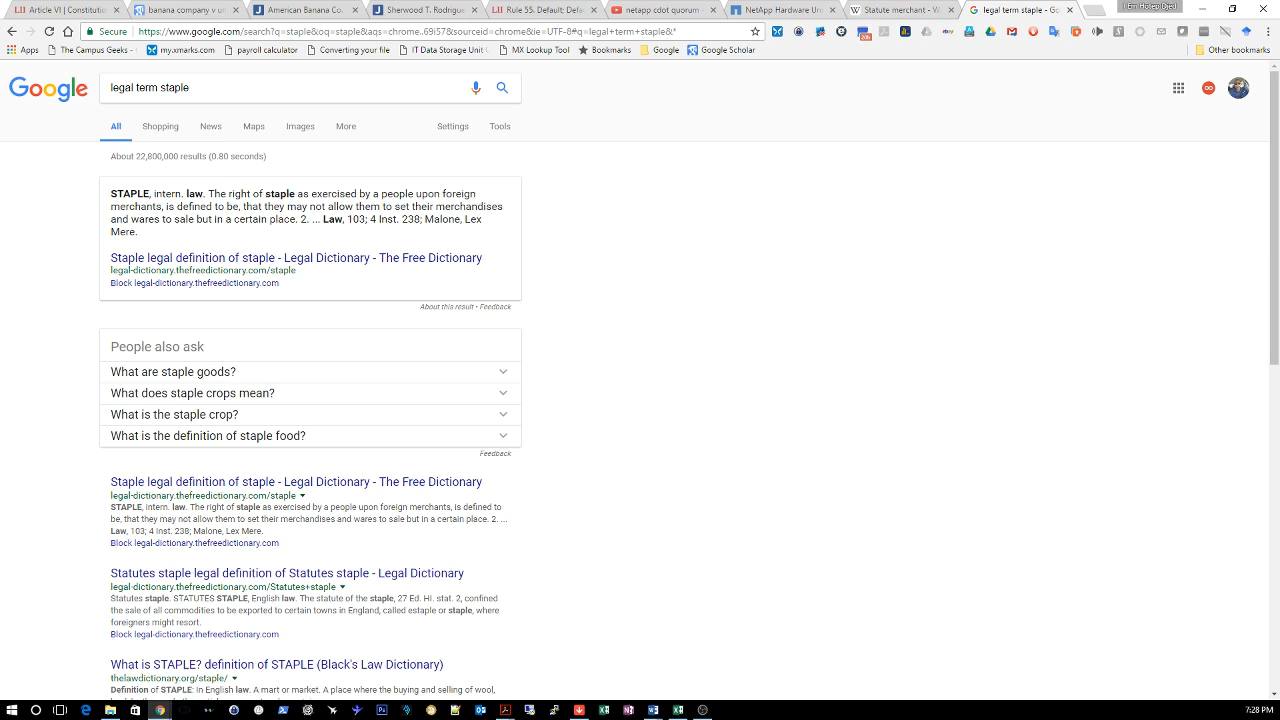 Article VI | Constitutio
banana company v un
American Banana Co.
Sherwood T. Rodrigue
Rule 55. Default; Defa
netapp cdot quorum -
NetApp Hardware Un
Statute merchant - W
legal term staple - Go
I Em Hotep Djed
Secure https://www.google.com/search?q=staple&oq=staple&aqs=chrome..69i57&sourceid=chrome&ie=UTF-8#q=legal+term+staple&*
Apps
The Campus Geeks -
my.xmarks.com
payroll calculator
Converting your file
IT Data Storage Unit
MX Lookup Tool
Bookmarks
Google
Google Scholar
Other bookmarks
Google
legal term staple
All Shopping News Maps Images More Settings Tools
About 22,800,000 results (0.80 seconds)
STAPLE, intern. law. The right of staple as exercised by a people upon foreign
merchants, is defined to be, that they may not allow them to set their merchandises
and wares to sale but in a certain place. 2. ... Law, 103; 4 Inst. 238; Malone, Lex
Mere.
Staple legal definition of staple - Legal Dictionary - The Free Dictionary
legal-dictionary.thefreedictionary.com/staple
Block legal-dictionary.thefreedictionary.com
About this result • Feedback
People also ask
What are staple goods?
What does staple crops mean?
What is the staple crop?
What is the definition of staple food?
Feedback
Staple legal definition of staple - Legal Dictionary - The Free Dictionary
legal-dictionary.thefreedictionary.com/staple
STAPLE, intern. law. The right of staple as exercised by a people upon foreign merchants, is defined to
be, that they may not allow them to set their merchandises and wares to sale but in a certain place. 2. ...
Law, 103; 4 Inst. 238; Malone, Lex Mere.
Block legal-dictionary.thefreedictionary.com
Statutes staple legal definition of Statutes staple - Legal Dictionary
legal-dictionary.thefreedictionary.com/Statutes+staple
Statutes staple. STATUTES STAPLE, English law. The statute of the staple, 27 Ed. HI. stat. 2, confined
the sale of all commodities to be exported to certain towns in England, called estaple or staple, where
foreigners might resort.
Block legal-dictionary.thefreedictionary.com
What is STAPLE? definition of STAPLE (Black's Law Dictionary)
thelawdictionary.org/staple/
Definition of STAPLE: In English law. A mart or market. A place where the buying and selling of wool,
7:28 PM